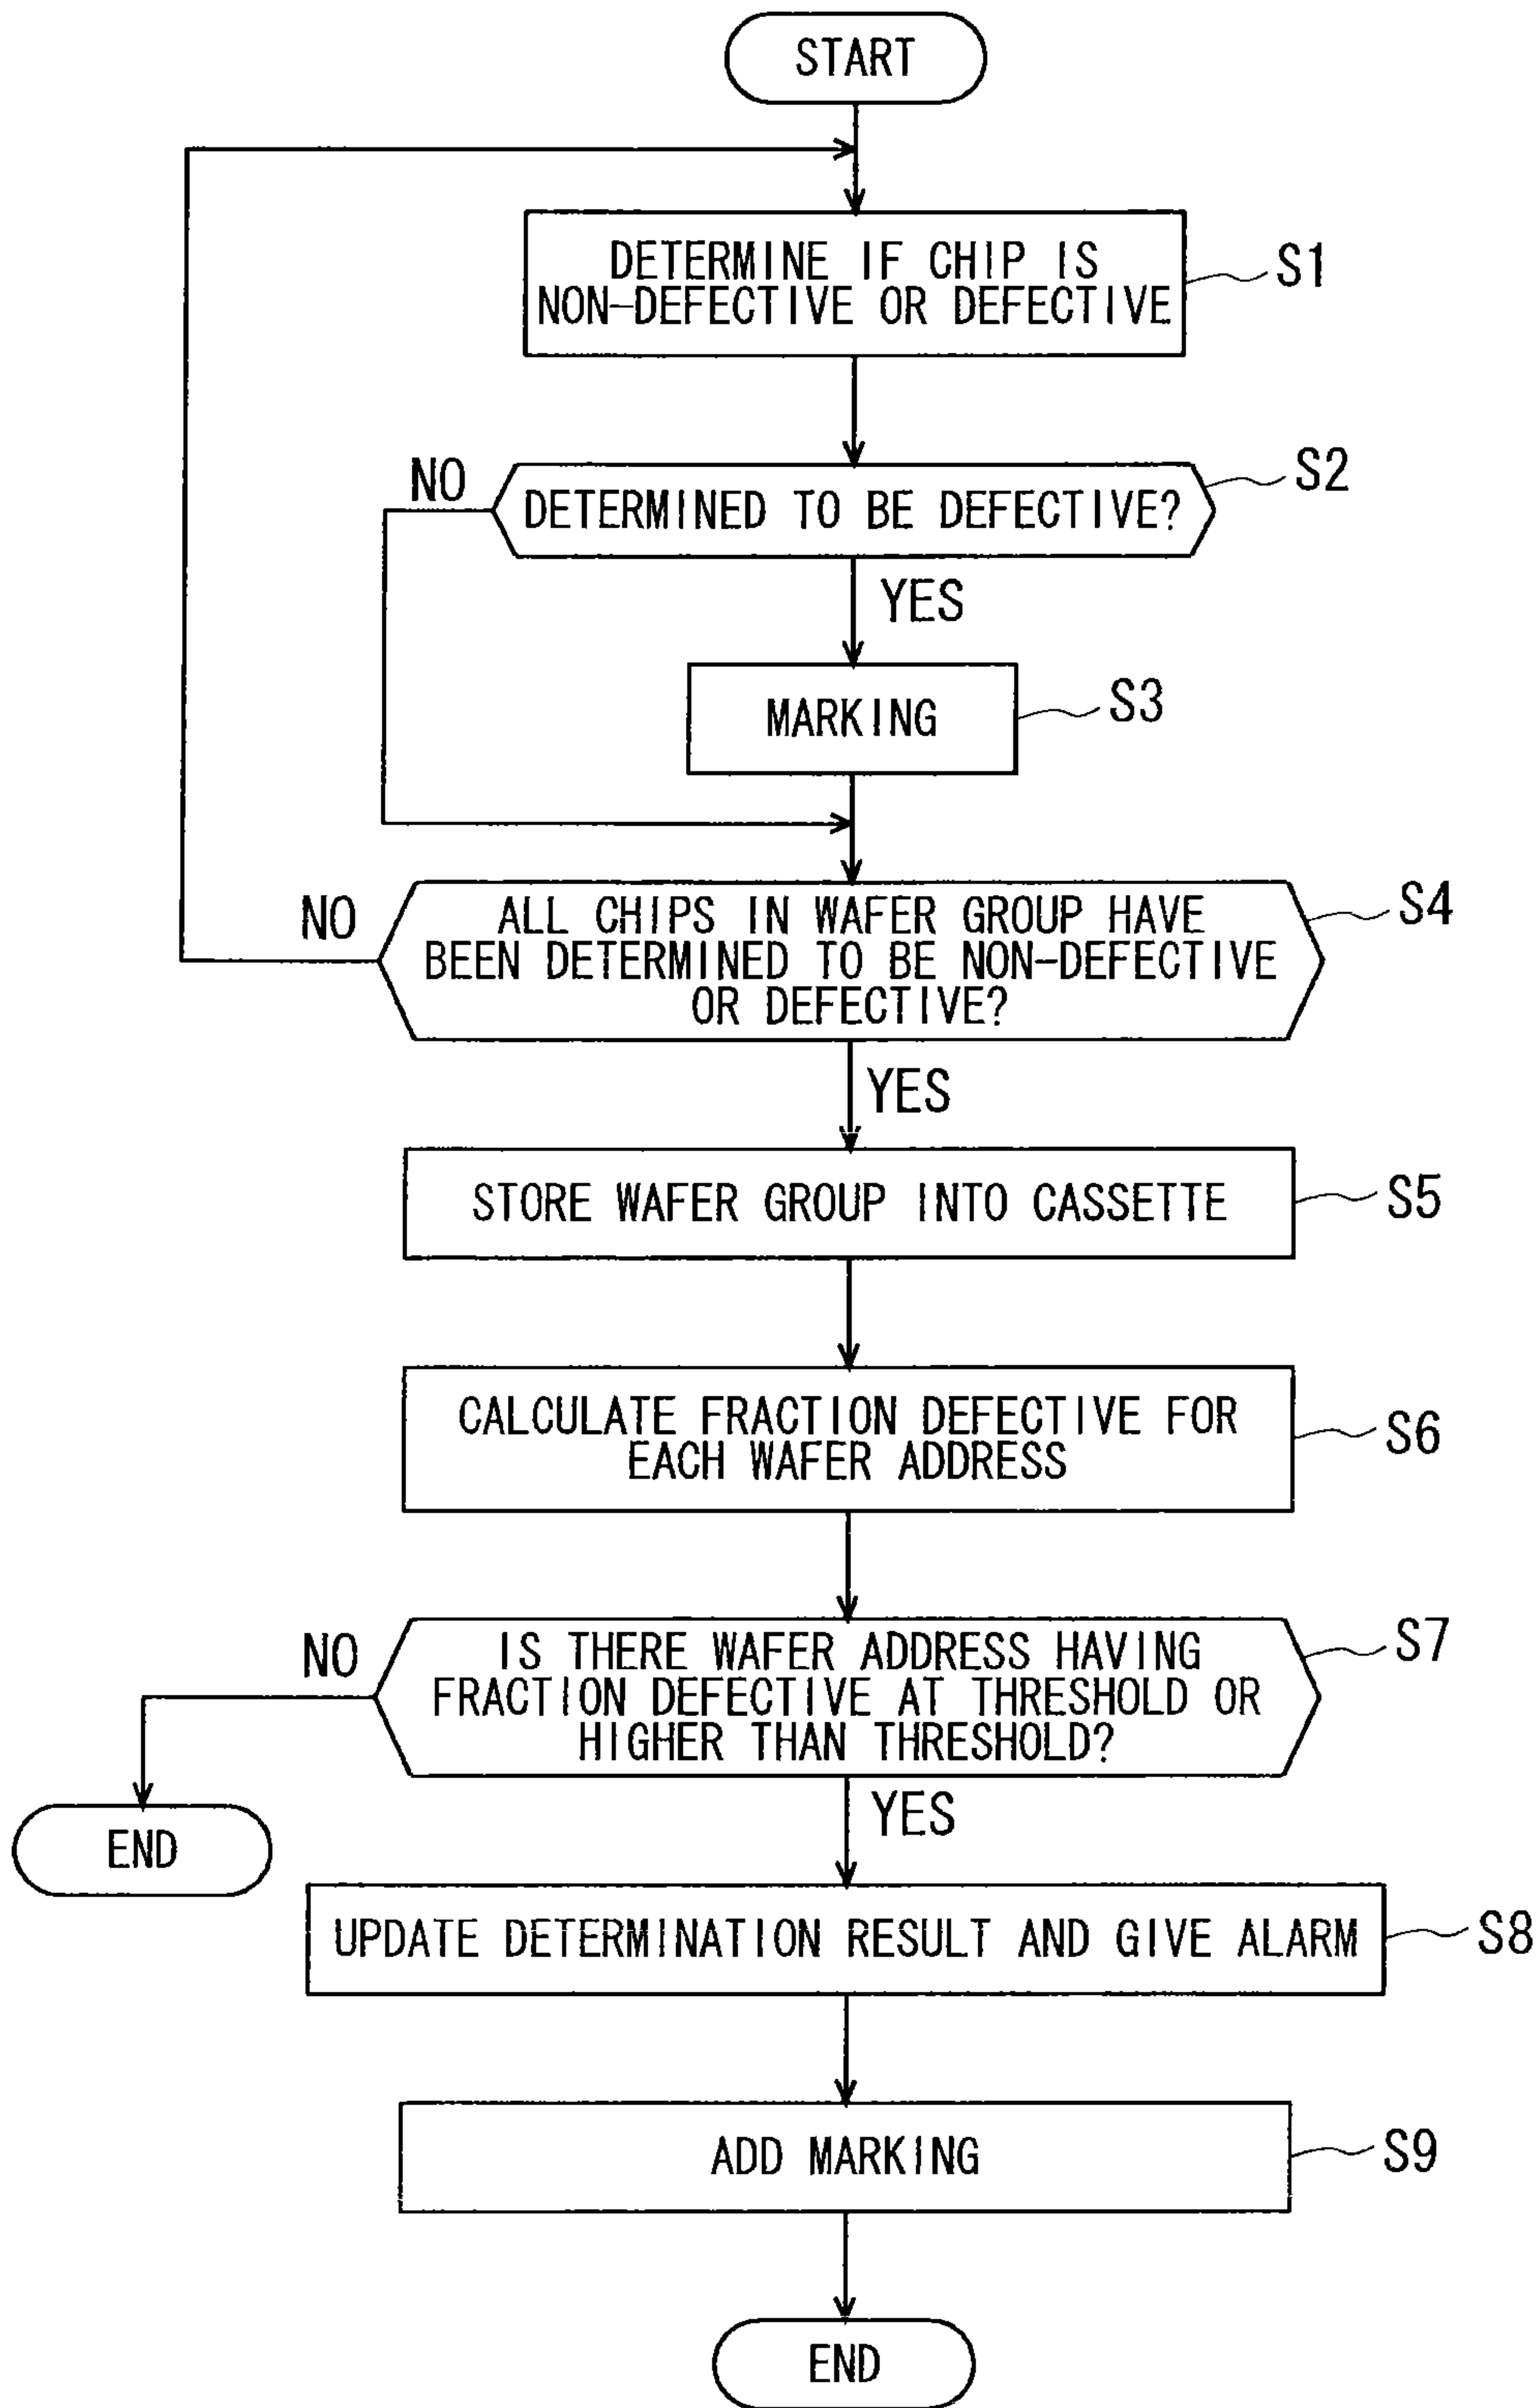 START
DETERMINE IF CHIP IS
NON-DEFECTIVE OR DEFECTIVE
S1
NO
DETERMINED TO BE DEFECTIVE?
S2
YES
MARKING
S3
NO
ALL CHIPS IN WAFER GROUP HAVE
BEEN DETERMINED TO BE NON-DEFECTIVE
OR DEFECTIVE?
S4
YES
STORE WAFER GROUP INTO CASSETTE
S5
CALCULATE FRACTION DEFECTIVE FOR
EACH WAFER ADDRESS
S6
NO
IS THERE WAFER ADDRESS HAVING
FRACTION DEFECTIVE AT THRESHOLD OR
HIGHER THAN THRESHOLD?
S7
END
YES
UPDATE DETERMINATION RESULT AND GIVE ALARM
S8
ADD MARKING
S9
END